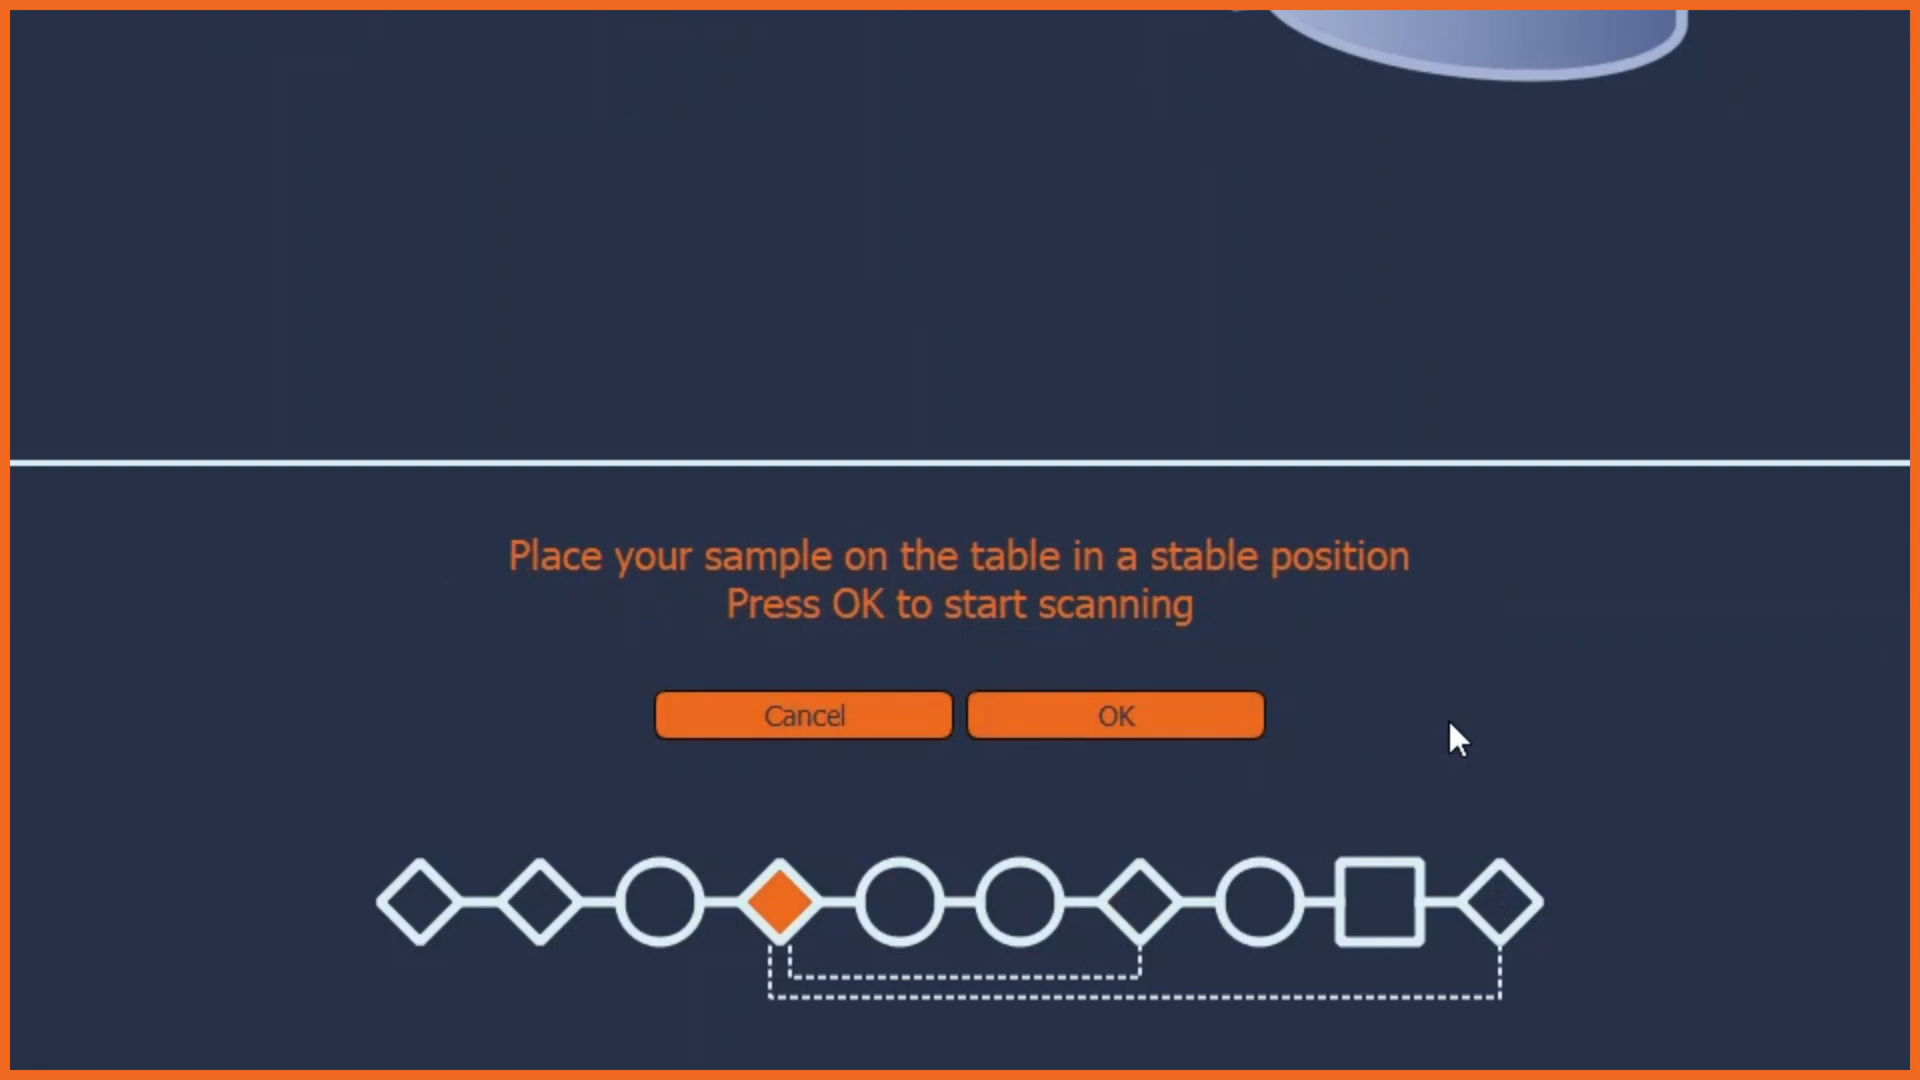 Place your sample on the table in a stable position
Press OK to start scanning
Cancel OK